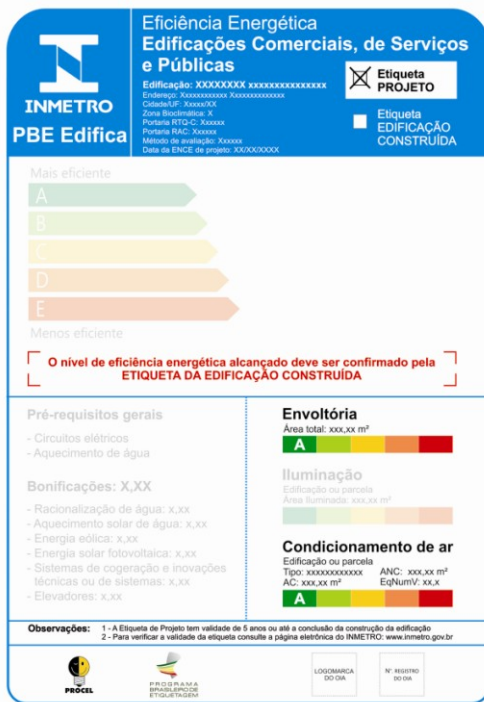 Eficiência Energética
Edificações Comerciais, de Serviços
e Públicas
INMETRO
PBE Edifica
Edificação: XXXXXXXX xxxxxxxxxxxxxxx
Endereço: Xxxxxxxxxxx Xxxxxxxxxxxxx
Cidade/UF: Xxxxx/XX
Zona Bioclimática: X
Portaria RTQ-C: Xxxxxx
Portaria RAC: Xxxxxx
Método de avaliação: Xxxxxx
Data da ENCE de projeto: XX/XX/XXXX
Etiqueta
PROJETO
Etiqueta
EDIFICAÇÃO
CONSTRUÍDA
Mais eficiente
A
B
C
D
E
Menos eficiente
O nível de eficiência energética alcançado deve ser confirmado pela
ETIQUETA DA EDIFICAÇÃO CONSTRUÍDA
Pré-requisitos gerais
- Circuitos elétricos
- Aquecimento de água
Bonificações: X,XX
- Racionalização de água: x,xx
- Aquecimento solar de água: x,xx
- Energia eólica: x,xx
- Energia solar fotovoltaica: x,xx
- Sistemas de cogeração e inovações
técnicas ou de sistemas: x,xx
- Elevadores: x,xx
Envoltória
Área total: xxx,xx m²
A
Iluminação
Edificação ou parcela
Área Iluminada: xxx,xx m²
Condicionamento de ar
Edificação ou parcela
Tipo: xxxxxxxxxxxx ANC: xxx,xx m²
AC: xxx,xx m² EqNumV: xx,x
A
Observações: 1 - A Etiqueta de Projeto tem validade de 5 anos ou até a conclusão da construção da edificação
2 - Para verificar a validade da etiqueta consulte a página eletrônica do INMETRO: www.inmetro.gov.br
PROCEL
PROGRAMA
BRASILEIRO DE
ETIQUETAGEM
LOGOMARCA
DO OIA
N°. REGISTRO
DO OIA